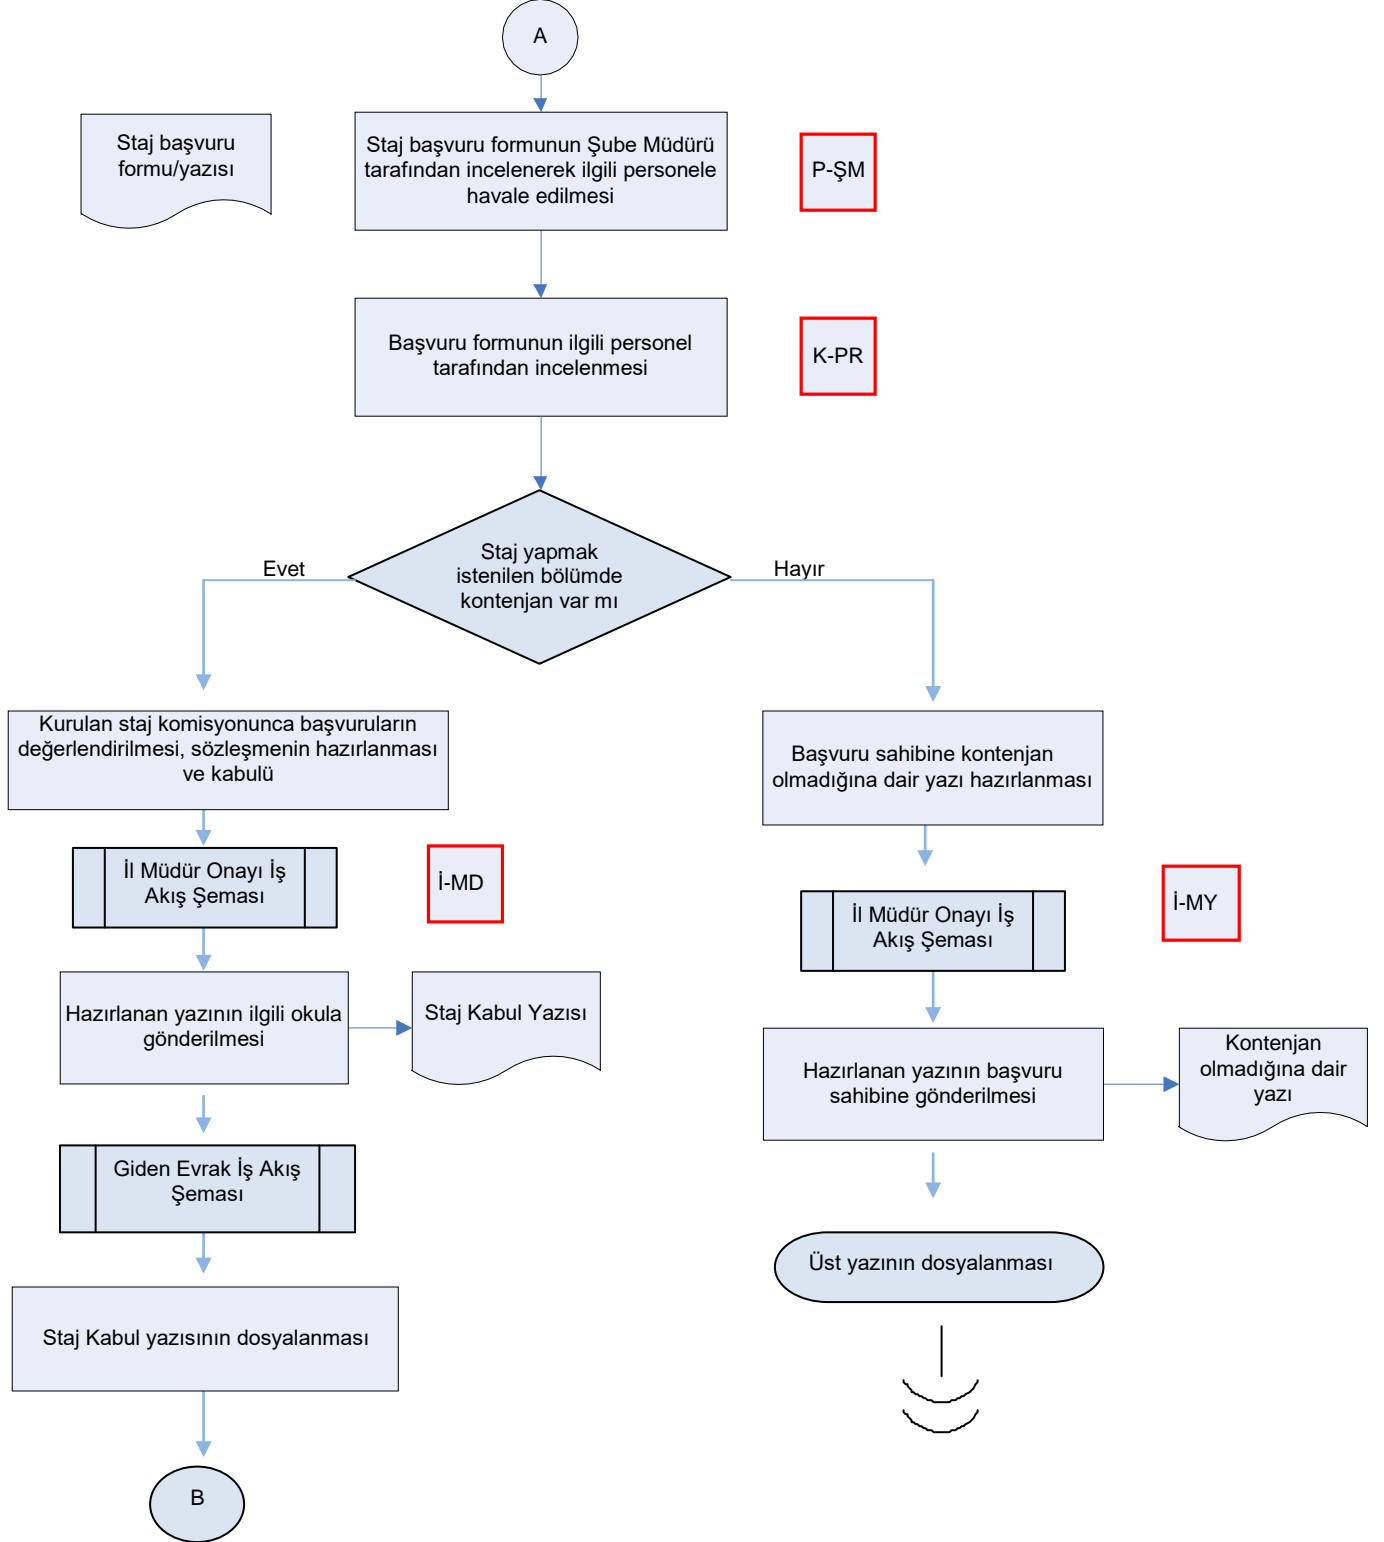 A
Staj başvuru
formu/yazısı
Staj başvuru formunun Şube Müdürü
tarafından incelenerek ilgili personele
havale edilmesi
P-ŞM
Başvuru formunun ilgili personel
tarafından incelenmesi
K-PR
Staj yapmak
istenilen bölümde
kontenjan var mı
Evet
Hayır
Kurulan staj komisyonunca başvuruların
değerlendirilmesi, sözleşmenin hazırlanması
ve kabulü
Başvuru sahibine kontenjan
olmadığına dair yazı hazırlanması
İl Müdür Onayı İş
Akış Şeması
İ-MD
İl Müdür Onayı İş
Akış Şeması
İ-MY
Hazırlanan yazının ilgili okula
gönderilmesi
Staj Kabul Yazısı
Hazırlanan yazının başvuru
sahibine gönderilmesi
Kontenjan
olmadığına dair
yazı
Giden Evrak İş Akış
Şeması
Üst yazının dosyalanması
Staj Kabul yazısının dosyalanması
B